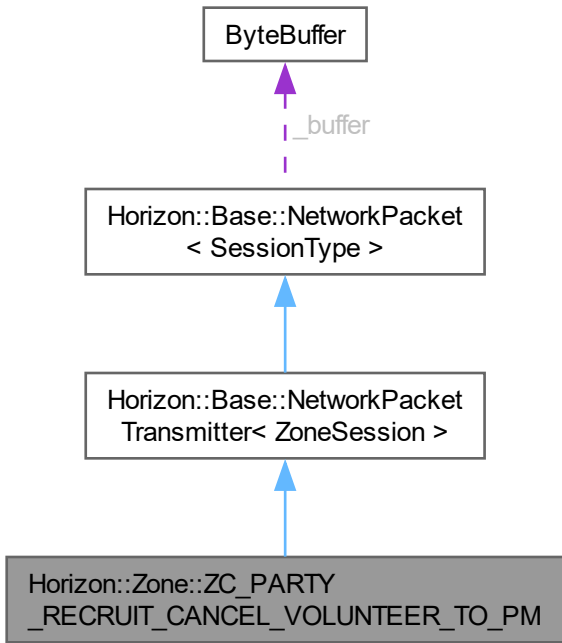 ByteBuffer
_buffer
Horizon::Base::NetworkPacket
< SessionType >
Horizon::Base::NetworkPacket
Transmitter< ZoneSession >
Horizon::Zone::ZC_PARTY
_RECRUIT_CANCEL_VOLUNTEER_TO_PM